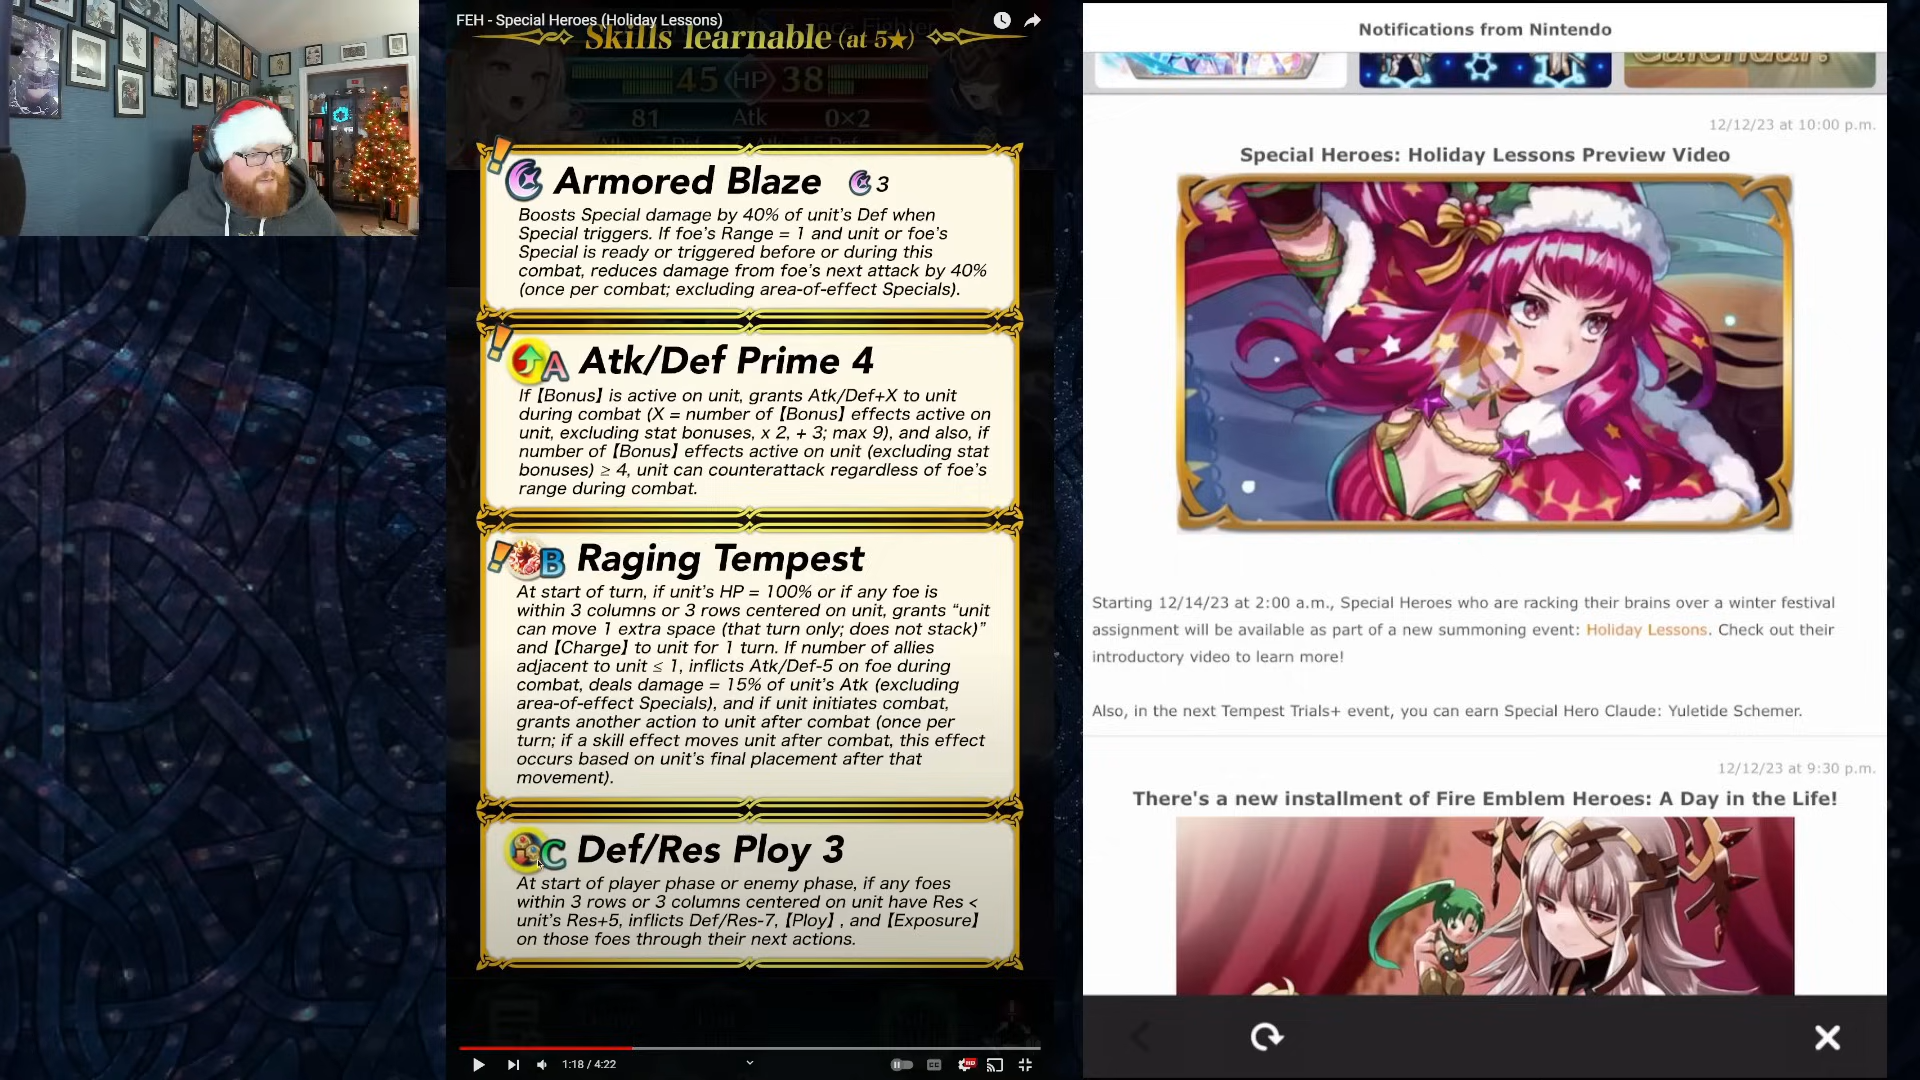 FEH - Special Heroes (Holiday Lessons)
Skills learnable (at 5★)
45 HP 38
81 Atk 0×2
Armored Blaze 3
Boosts Special damage by 40% of unit's Def when
Special triggers. If foe's Range = 1 and unit or foe's
Special is ready or triggered before or during this
combat, reduces damage from foe's next attack by 40%
(once per combat; excluding area-of-effect Specials).
A Atk/Def Prime 4
If【Bonus】is active on unit, grants Atk/Def+X to unit
during combat (X = number of【Bonus】effects active on
unit, excluding stat bonuses, x 2, + 3; max 9), and also, if
number of【Bonus】effects active on unit (excluding stat
bonuses) ≥ 4, unit can counterattack regardless of foe's
range during combat.
B Raging Tempest
At start of turn, if unit's HP = 100% or if any foe is
within 3 columns or 3 rows centered on unit, grants "unit
can move 1 extra space (that turn only; does not stack)"
and【Charge】to unit for 1 turn. If number of allies
adjacent to unit ≤ 1, inflicts Atk/Def-5 on foe during
combat, deals damage = 15% of unit's Atk (excluding
area-of-effect Specials), and if unit initiates combat,
grants another action to unit after combat (once per
turn; if a skill effect moves unit after combat, this effect
occurs based on unit's final placement after that
movement).
C Def/Res Ploy 3
At start of player phase or enemy phase, if any foes
within 3 rows or 3 columns centered on unit have Res <
unit's Res+5, inflicts Def/Res-7,【Ploy】, and【Exposure】
on those foes through their next actions.
1:18 / 4:22
Notifications from Nintendo
12/12/23 at 10:00 p.m.
Special Heroes: Holiday Lessons Preview Video
Starting 12/14/23 at 2:00 a.m., Special Heroes who are racking their brains over a winter festival
assignment will be available as part of a new summoning event: Holiday Lessons. Check out their
introductory video to learn more!
Also, in the next Tempest Trials+ event, you can earn Special Hero Claude: Yuletide Schemer.
12/12/23 at 9:30 p.m.
There's a new installment of Fire Emblem Heroes: A Day in the Life!